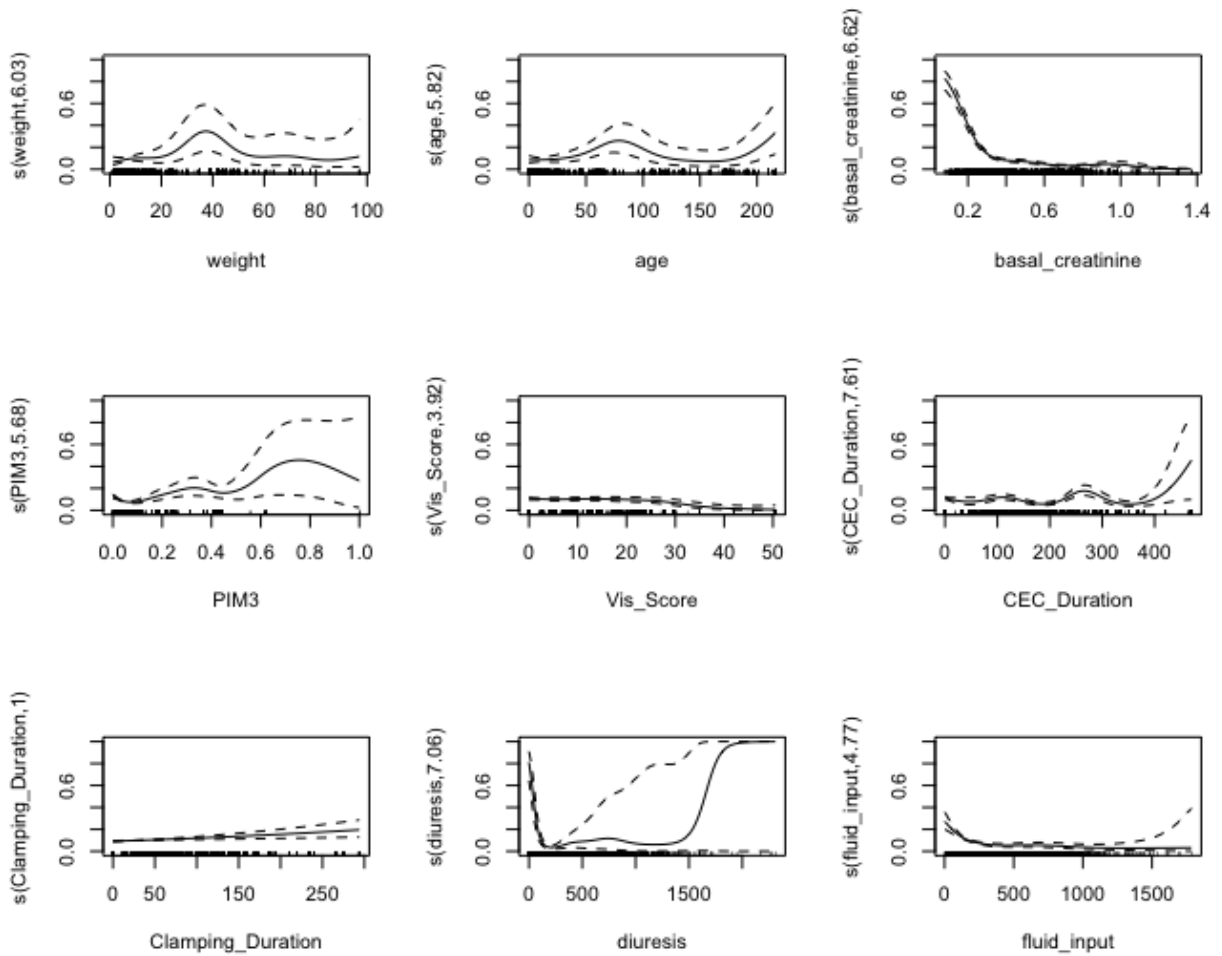 s(weight,6.03)
0.0 0.6
0 20 40 60 80 100
weight
s(age,5.82)
0.0 0.6
0 50 100 150 200
age
s(basal_creatinine,6.62)
0.0 0.6
0.2 0.6 1.0 1.4
basal_creatinine
s(PIM3,5.68)
0.0 0.6
0.0 0.2 0.4 0.6 0.8 1.0
PIM3
s(Vis_Score,3.92)
0.0 0.6
0 10 20 30 40 50
Vis_Score
s(CEC_Duration,7.61)
0.0 0.6
0 100 200 300 400
CEC_Duration
s(Clamping_Duration,1)
0.0 0.6
0 50 150 250
Clamping_Duration
s(diuresis,7.06)
0.0 0.6
0 500 1500
diuresis
s(fluid_input,4.77)
0.0 0.6
0 500 1000 1500
fluid_input